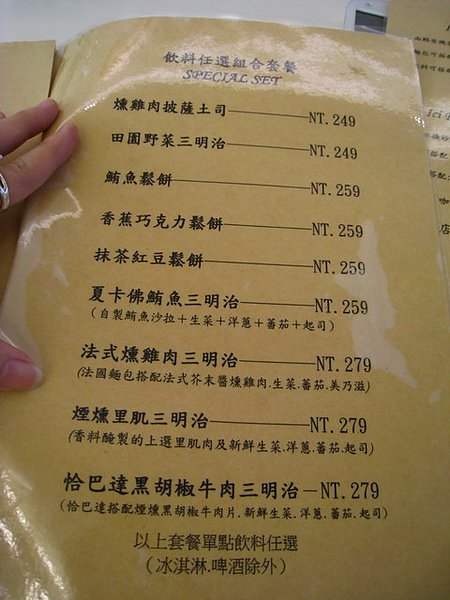 飲料任選組合套餐
SPECIAL SET
燻雞肉披薩土司 NT. 249
田園野菜三明治 NT. 249
鮪魚鬆餅 NT. 259
香蕉巧克力鬆餅 NT. 259
抹茶紅豆鬆餅 NT. 259
夏卡佛鮪魚三明治 NT. 259
(自製鮪魚沙拉+生菜+洋蔥+蕃茄+起司)
法式燻雞肉三明治 NT. 279
(法國麵包搭配法式芥末醬燻雞肉.生菜.蕃茄.美乃滋)
煙燻里肌三明治 NT. 279
(香料醃製的上選里肌肉及新鮮生菜.洋蔥.蕃茄.起司)
恰巴達黑胡椒牛肉三明治 NT. 279
(恰巴達搭配煙燻黑胡椒牛肉片.新鮮生菜.洋蔥.蕃茄.起司)
以上套餐單點飲料任選
(冰淇淋.啤酒除外)